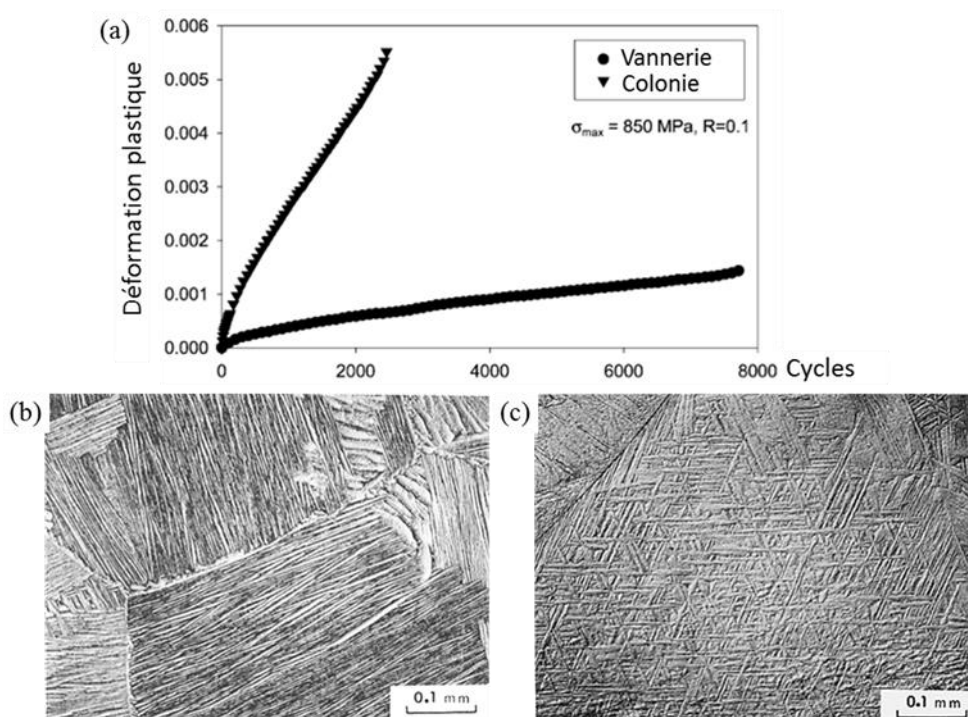 (a)
0.006
0.005
0.004
0.003
0.002
0.001
0.000
Déformation plastique
Vannerie
Colonie
σmax = 850 MPa, R=0.1
0
2000
4000
6000
8000
Cycles
(b)
(c)
0.1 mm
0.1 mm